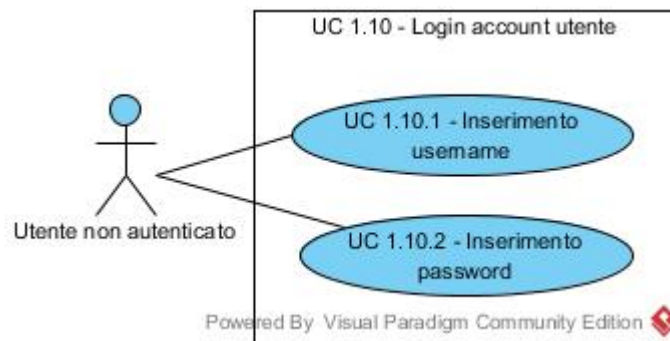 UC 1.10 - Login account utente
UC 1.10.1 - Inserimento
username
Utente non autenticato
UC 1.10.2 - Inserimento
password
Powered By Visual Paradigm Community Edition